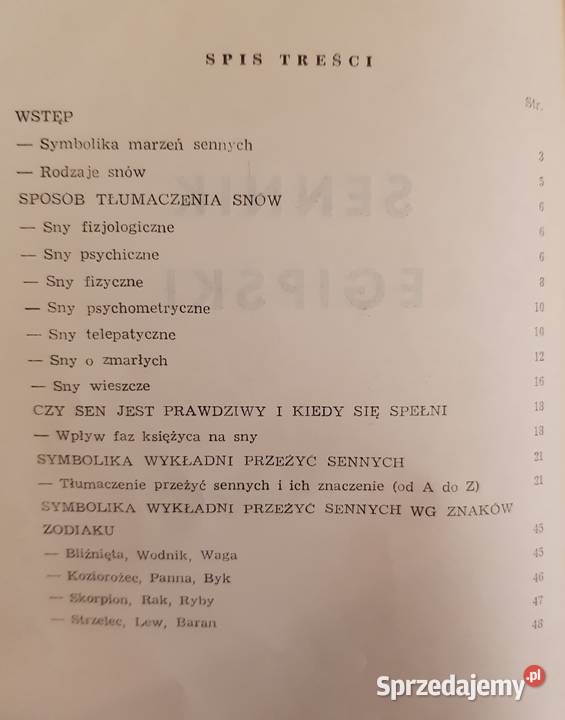 SPIS TREŚCI
Str.
WSTĘP
— Symbolika marzeń sennych 3
— Rodzaje snów 5
SPOSÓB TŁUMACZENIA SNÓW 6
— Sny fizjologiczne 6
— Sny psychiczne 6
— Sny fizyczne 8
— Sny psychometryczne 10
— Sny telepatyczne 10
— Sny o zmarłych 12
— Sny wieszcze 16
CZY SEN JEST PRAWDZIWY I KIEDY SIĘ SPEŁNI 18
— Wpływ faz księżyca na sny 18
SYMBOLIKA WYKŁADNI PRZEŻYĆ SENNYCH 21
— Tłumaczenie przeżyć sennych i ich znaczenie (od A do Z) 21
SYMBOLIKA WYKŁADNI PRZEŻYĆ SENNYCH WG ZNAKÓW
ZODIAKU 45
— Bliźnięta, Wodnik, Waga 45
— Koziorożec, Panna, Byk 46
— Skorpion, Rak, Ryby 47
— Strzelec, Lew, Baran 48
SENNIK
EGIPSKI
Sprzedajemy.pl